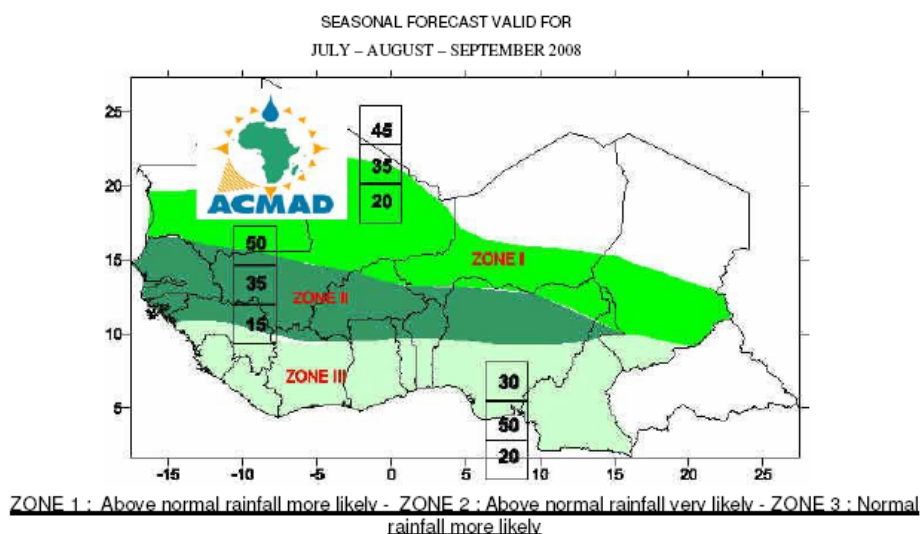 SEASONAL FORECAST VALID FOR
JULY – AUGUST – SEPTEMBER 2008
25
20
15
10
5
ACMAD
45
35
20
50
35
15
ZONE I
ZONE II
ZONE III
30
50
20
-15
-10
-5
0
5
10
15
20
25
ZONE 1 : Above normal rainfall more likely - ZONE 2 : Above normal rainfall very likely - ZONE 3 : Normal
rainfall more likely